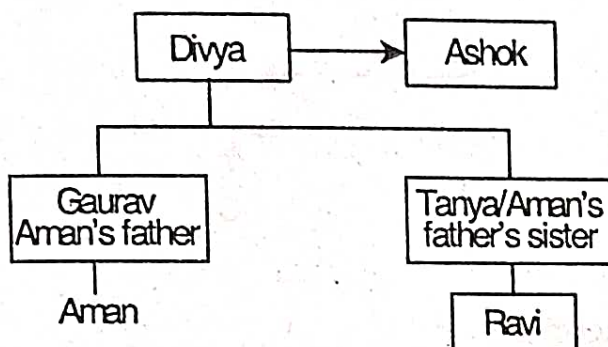 Divya
Ashok
Gaurav
Aman's father
Tanya/Aman's
father's sister
Aman
Ravi